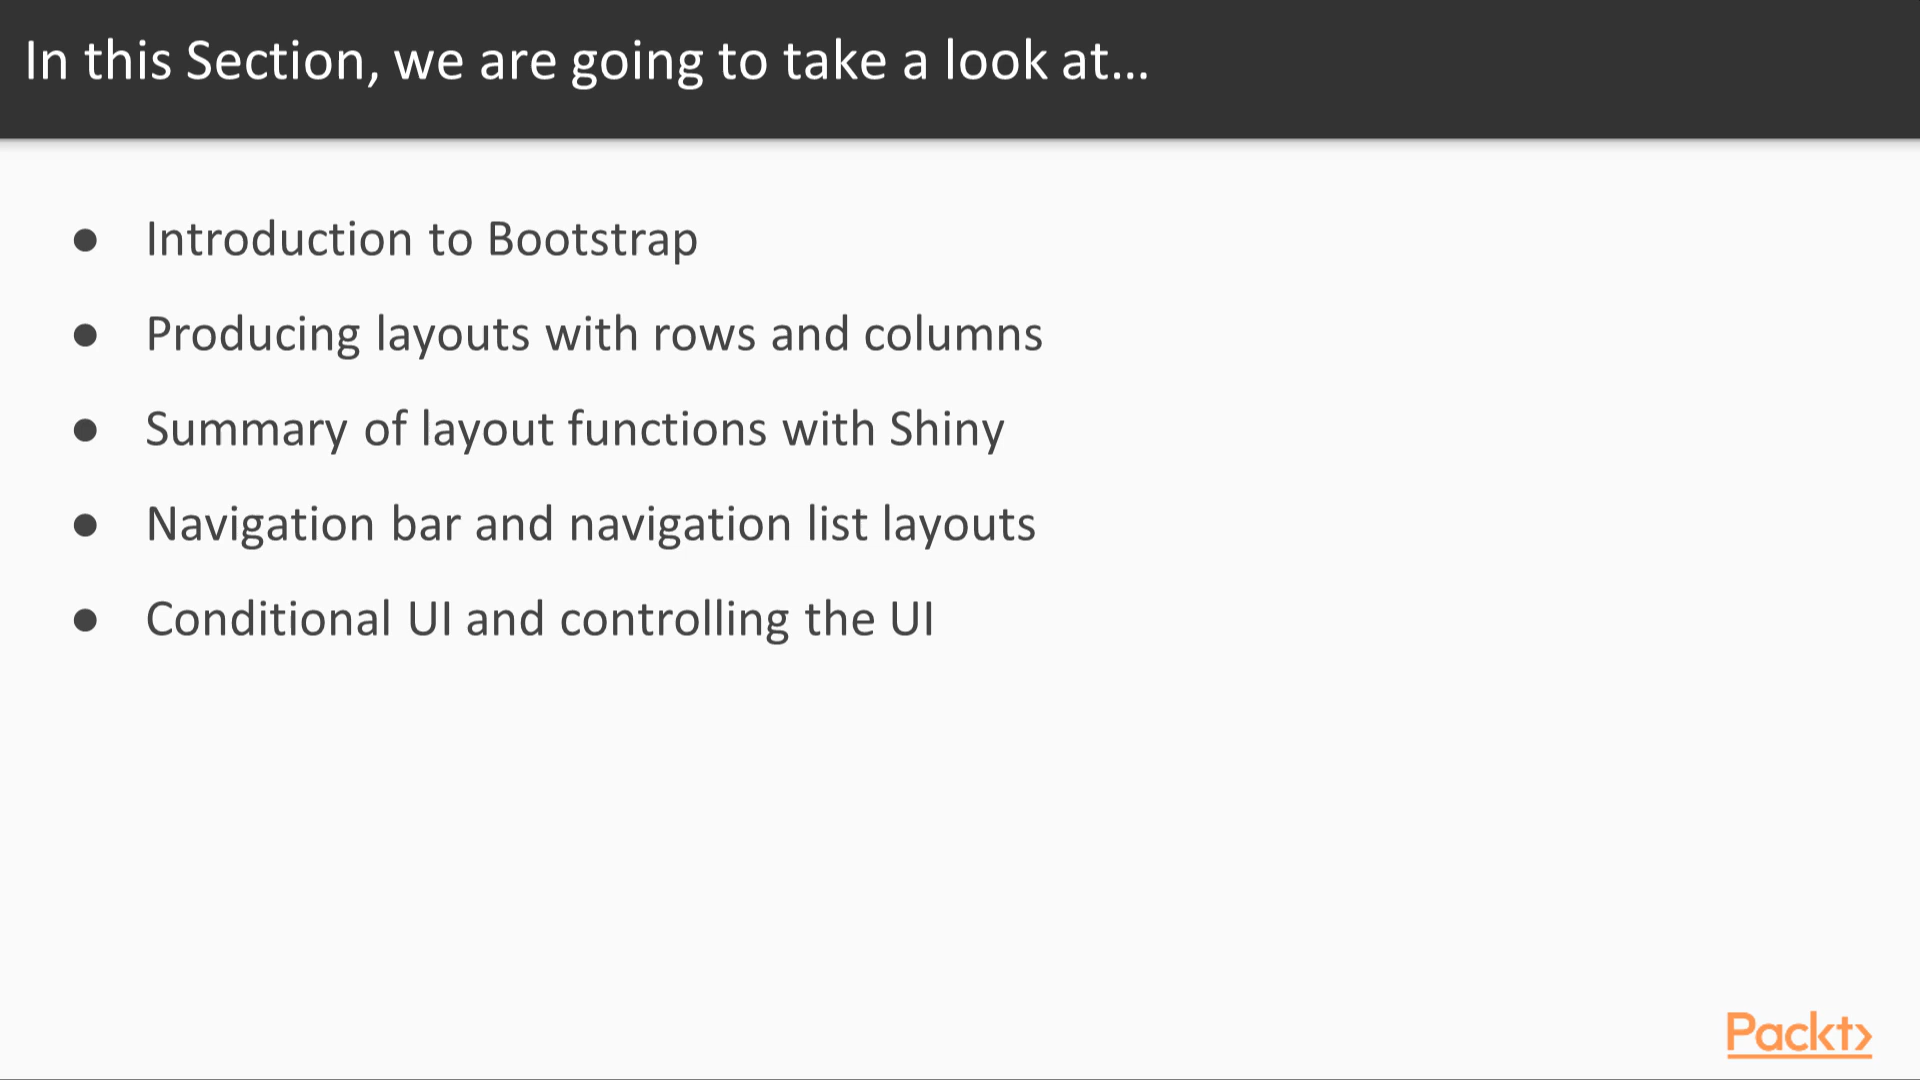 In this Section, we are going to take a look at...
● Introduction to Bootstrap
● Producing layouts with rows and columns
● Summary of layout functions with Shiny
● Navigation bar and navigation list layouts
● Conditional UI and controlling the UI
Packt>